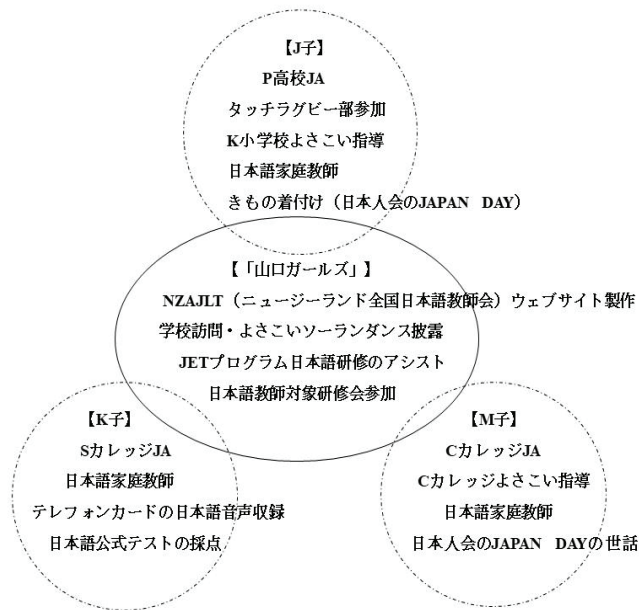 【J子】
P高校JA
タッチラグビー部参加
K小学校よさこい指導
日本語家庭教師
きもの着付け（日本人会のJAPAN　DAY）
【「山口ガールズ」】
NZAJLT（ニュージーランド全国日本語教師会）ウェブサイト製作
学校訪問・よさこいソーランダンス披露
JETプログラム日本語研修のアシスト
日本語教師対象研修会参加
【K子】
SカレッジJA
日本語家庭教師
テレフォンカードの日本語音声収録
日本語公式テストの採点
【M子】
CカレッジJA
Cカレッジよさこい指導
日本語家庭教師
日本人会のJAPAN　DAYの世話